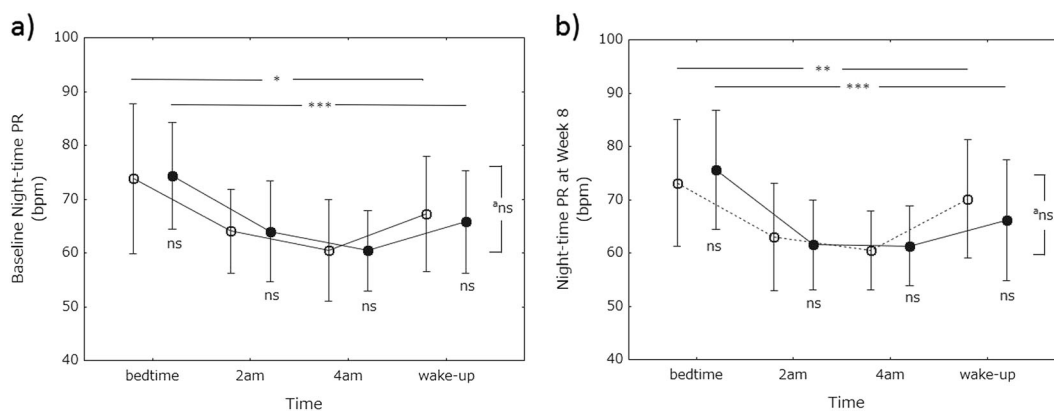 a)
100
90
80
70
60
50
40
Baseline Night-time PR
(bpm)
*
***
ns
ns
ns
ns
ᵃns
bedtime 2am 4am wake-up
Time
b)
100
90
80
70
60
50
40
Night-time PR at Week 8
(bpm)
**
***
ns
ns
ns
ns
ᵃns
bedtime 2am 4am wake-up
Time